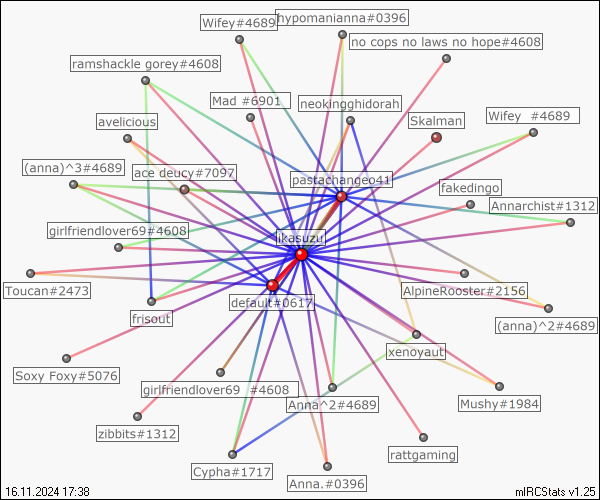 Wifey#4689
hypomanianna#0396
no cops no laws no hope#4608
ramshackle gorey#4608
Mad #6901
neokingghidorah
avelicious
Skalman
Wifey  #4689
(anna)^3#4689
ace deucy#7097
pastachangeo41
fakedingo
Annarchist#1312
girlfriendlover69#4608
ikasuzu
Toucan#2473
default#0617
AlpineRooster#2156
frisout
(anna)^2#4689
xenoyaut
Soxy Foxy#5076
girlfriendlover69  #4608
Anna^2#4689
Mushy#1984
zibbits#1312
rattgaming
Cypha#1717
Anna.#0396
16.11.2024 17:38
mIRCStats v1.25